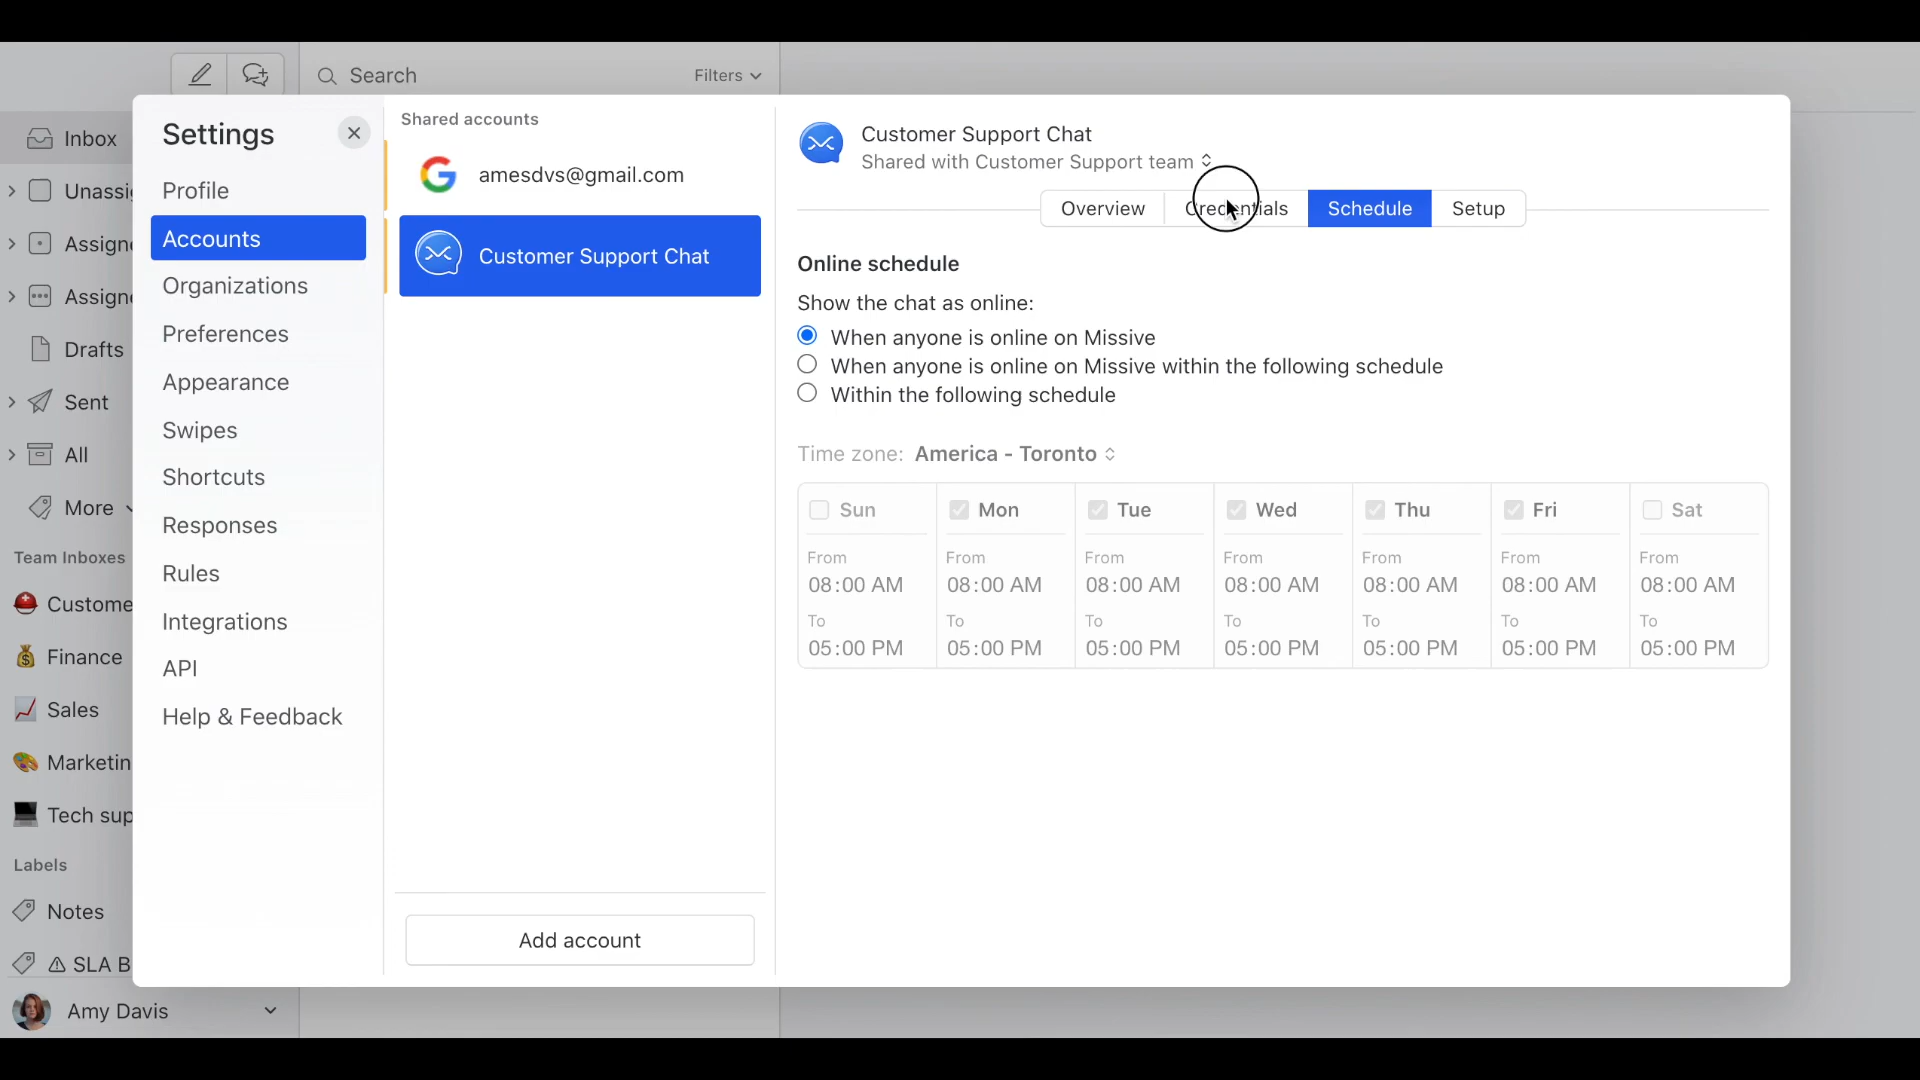 Search
Filters
Inbox
Unassi
Assigne
Assigne
Drafts
Sent
All
More
Team Inboxes
Custome
Finance
Sales
Marketin
Tech sup
Labels
Notes
SLA B
Amy Davis
Settings
Profile
Accounts
Organizations
Preferences
Appearance
Swipes
Shortcuts
Responses
Rules
Integrations
API
Help & Feedback
Shared accounts
amesdvs@gmail.com
Customer Support Chat
Add account
Customer Support Chat
Shared with Customer Support team
Overview Credentials Schedule Setup
Online schedule
Show the chat as online:
When anyone is online on Missive
When anyone is online on Missive within the following schedule
Within the following schedule
Time zone: America - Toronto
Sun Mon Tue Wed Thu Fri Sat
From From From From From From From
08:00 AM 08:00 AM 08:00 AM 08:00 AM 08:00 AM 08:00 AM 08:00 AM
To To To To To To To
05:00 PM 05:00 PM 05:00 PM 05:00 PM 05:00 PM 05:00 PM 05:00 PM